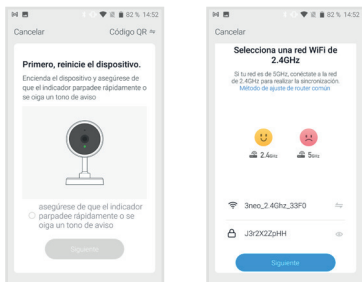 82 % 14:52
Cancelar
Código QR
Primero, reinicie el dispositivo.
Encienda el dispositivo y asegúrese de
que el indicador parpadee rápidamente o
se oiga un tono de aviso
asegúrese de que el indicador
parpadee rápidamente o se
oiga un tono de aviso
Siguiente
82 % 14:52
Cancelar
Selecciona una red WiFi de
2.4GHz
Si tu red es de 5GHz, conéctate a la red
de 2.4GHz para realizar la sincronización.
Método de ajuste de router común
2.4GHz
5GHz
3neo_2.4Ghz_33F0
J3r2X2ZpHH
Siguiente